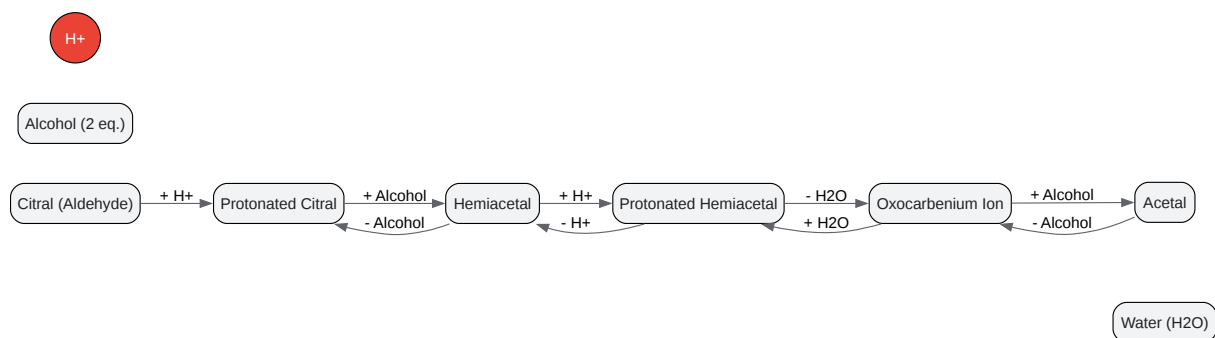 H+
Alcohol (2 eq.)
Citral (Aldehyde)
+ H+
Protonated Citral
+ Alcohol
- Alcohol
Hemiacetal
+ H+
- H+
Protonated Hemiacetal
- H2O
+ H2O
Oxocarbenium Ion
+ Alcohol
- Alcohol
Acetal
Water (H2O)